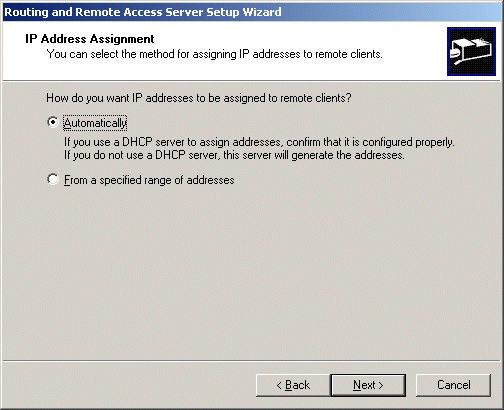 Routing and Remote Access Server Setup Wizard
IP Address Assignment
You can select the method for assigning IP addresses to remote clients.
How do you want IP addresses to be assigned to remote clients?
Automatically
If you use a DHCP server to assign addresses, confirm that it is configured properly.
If you do not use a DHCP server, this server will generate the addresses.
From a specified range of addresses
< Back
Next >
Cancel